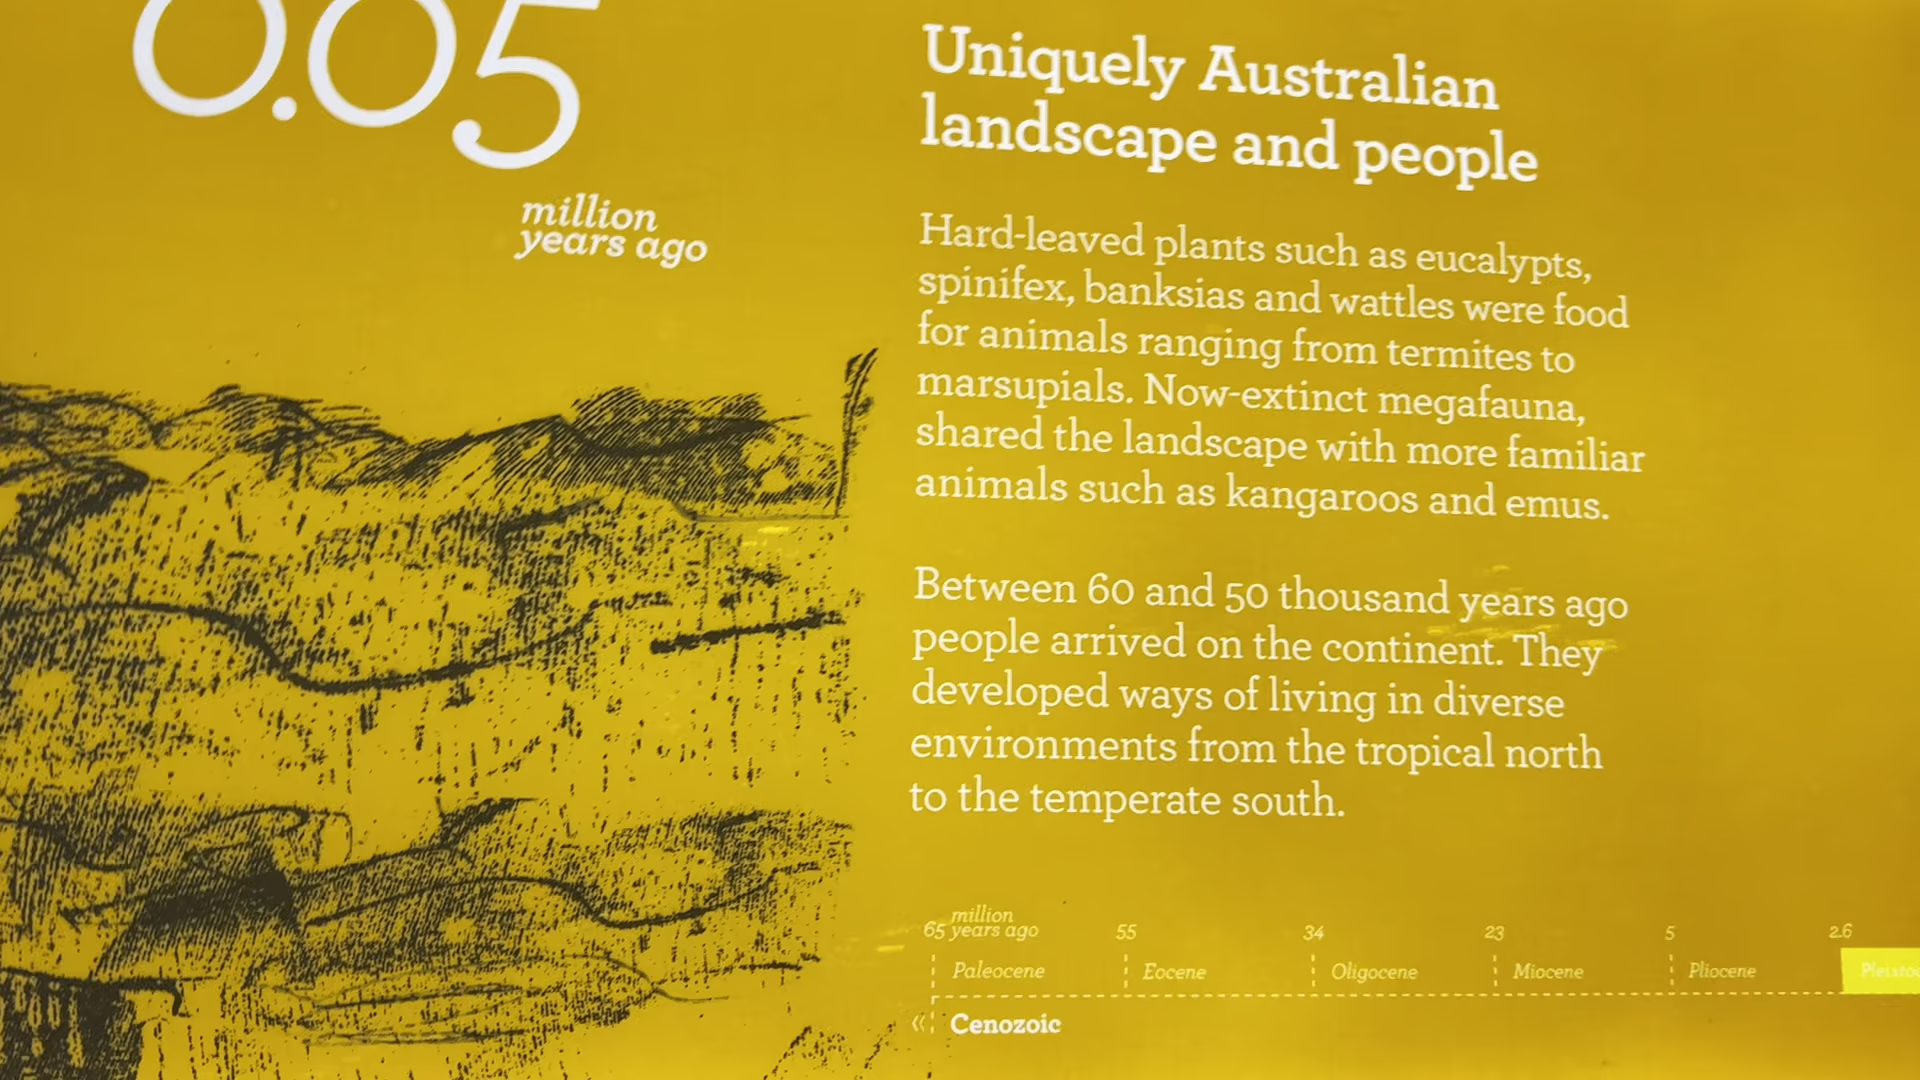 0.05
million
years ago
Uniquely Australian
landscape and people
Hard-leaved plants such as eucalypts,
spinifex, banksias and wattles were food
for animals ranging from termites to
marsupials. Now-extinct megafauna,
shared the landscape with more familiar
animals such as kangaroos and emus.
Between 60 and 50 thousand years ago
people arrived on the continent. They
developed ways of living in diverse
environments from the tropical north
to the temperate south.
65 million years ago 55 34 23 5 2.6
Paleocene Eocene Oligocene Miocene Pliocene
« Cenozoic